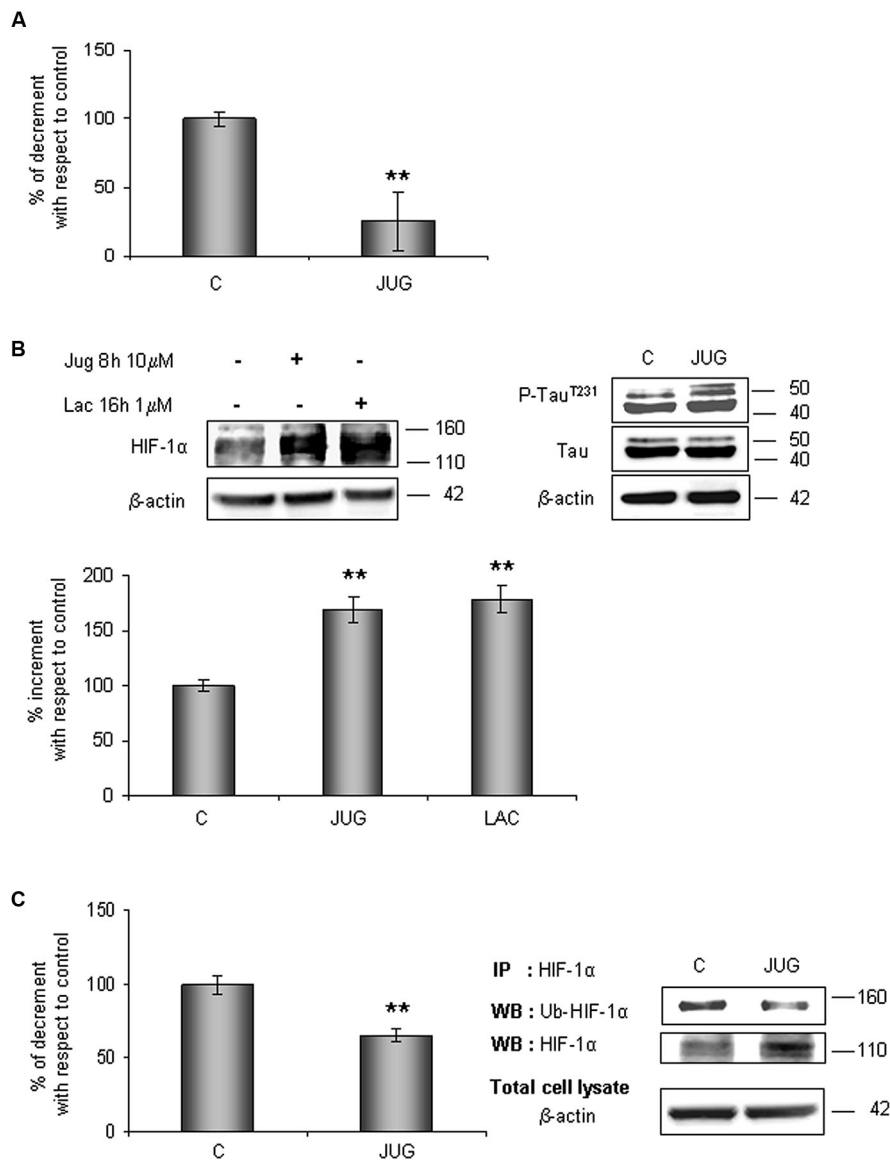 A
% of decrement
with respect to control
150
100
50
0
**
C JUG
B
Jug 8h 10μM - + -
Lac 16h 1μM - - +
HIF-1α
160
110
β-actin
42
C JUG
P-Tau^T231
50
40
Tau
50
40
β-actin
42
% increment
with respect to control
200
150
100
50
0
** **
C JUG LAC
C
% of decrement
with respect to control
150
100
50
0
**
C JUG
IP : HIF-1α
C JUG
WB : Ub-HIF-1α
160
WB : HIF-1α
110
Total cell lysate
β-actin
42